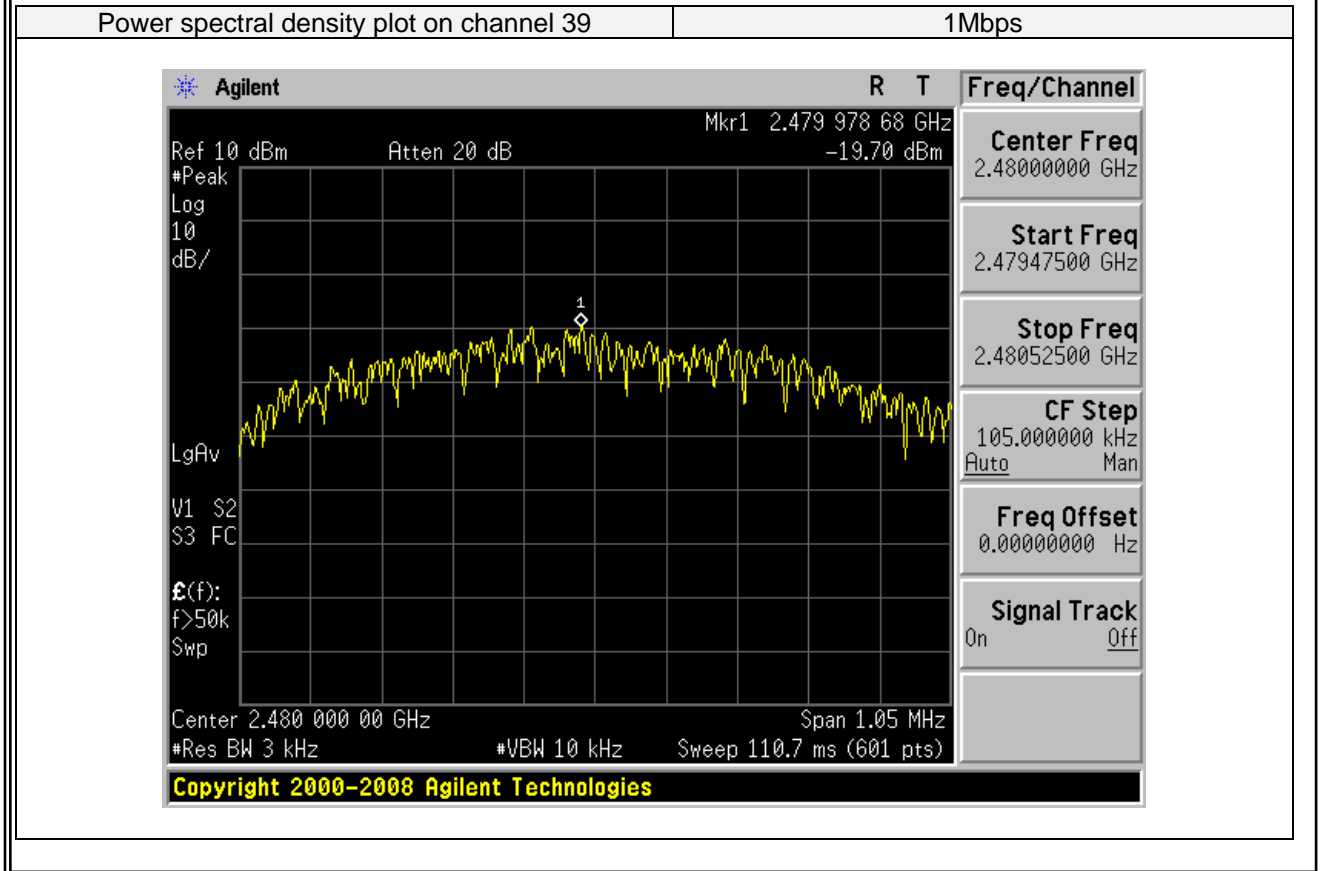 Power spectral density plot on channel 39 1Mbps
Agilent R T Freq/Channel
Mkr1 2.479 978 68 GHz
Ref 10 dBm Atten 20 dB -19.70 dBm
#Peak
Log
10
dB/
1
LgAv
V1 S2
S3 FC
£(f):
f>50k
Swp
Center 2.480 000 00 GHz Span 1.05 MHz
#Res BW 3 kHz #VBW 10 kHz Sweep 110.7 ms (601 pts)
Center Freq
2.48000000 GHz
Start Freq
2.47947500 GHz
Stop Freq
2.48052500 GHz
CF Step
105.000000 kHz
Auto Man
Freq Offset
0.00000000 Hz
Signal Track
On Off
Copyright 2000-2008 Agilent Technologies